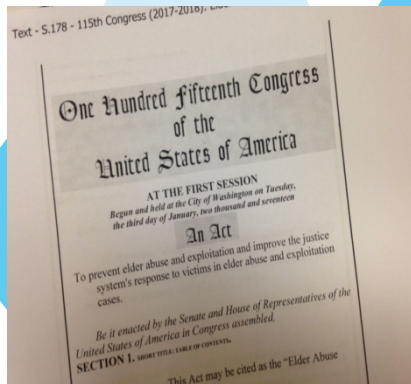 Text - S.178 - 115th Congress (2017-2018):
One Hundred Fifteenth Congress
of the
United States of America
AT THE FIRST SESSION
Begun and held at the City of Washington on Tuesday,
the third day of January, two thousand and seventeen
An Act
To prevent elder abuse and exploitation and improve the justice
system's response to victims in elder abuse and exploitation
cases.
Be it enacted by the Senate and House of Representatives of the
United States of America in Congress assembled,
SECTION 1. SHORT TITLE; TABLE OF CONTENTS.
This Act may be cited as the "Elder Abuse